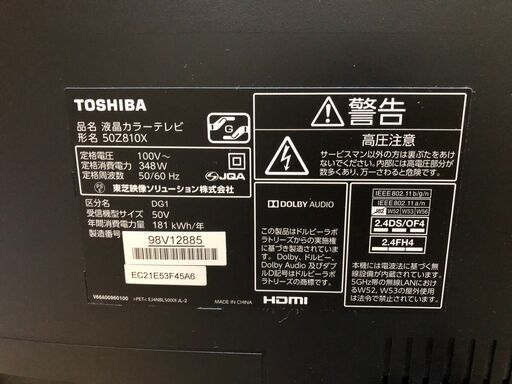 TOSHIBA
品名 液晶カラーテレビ
形名 50Z810X
定格電圧： 100V~
定格消費電力： 348W
定格周波数： 50/60 Hz
JQA
東芝映像ソリューション株式会社
区分名 DG1
受信機型サイズ 50V
年間消費電力量 181 kWh/年
製造番号
98V12885
EC21E53F45A6
V68A00960100
MADE IN CHINA
警告
高圧注意
サービスマン以外の方は裏ぶたをあけ
ないでください。内部には高電圧部分が
数多くあり、万一さわると危険です。
DOLBY AUDIO
この製品はドルビーラボラ
トリーズからの実施権に
基づき製造されています。
Dolby、ドルビー、
Dolby Audio、及びダブル
D記号はドルビーラボラ
トリーズの商標です。
HDMI
IEEE802.11 b/g/n
IEEE802.11 a/n
J52 W52 W53 W56
2.4DS/OF4
2.4FH4
本機には電波法に基づく無
線設備が内蔵されています。
5GHz帯の無線LANにおけ
るW52、W53の屋外使用
は法令で禁止されています。